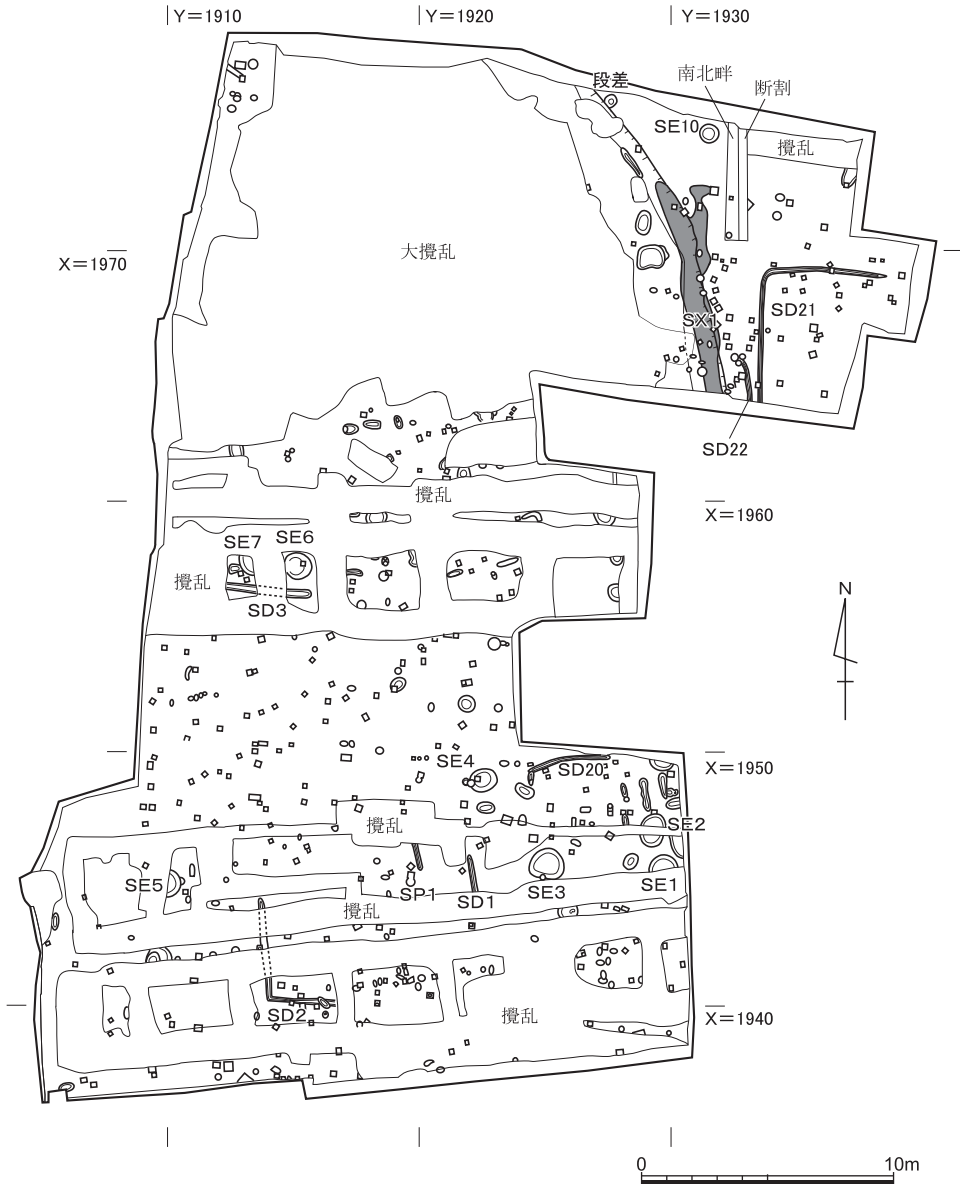 Y＝1910
Y＝1920
Y＝1930
段差
南北畔
断割
SE10
攪乱
X＝1970
大攪乱
SD21
SX1
SD22
攪乱
X＝1960
SE7
SE6
攪乱
SD3
N
SE4
SD20
X＝1950
攪乱
SE2
SE5
SP1
SD1
SE3
SE1
攪乱
SD2
攪乱
X＝1940
0
10m